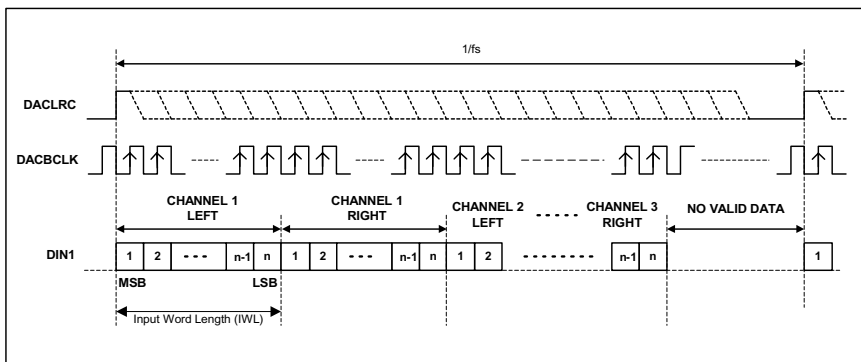 1/fs
DACLRC
DACBCLK
CHANNEL 1 LEFT
CHANNEL 1 RIGHT
CHANNEL 2 LEFT
CHANNEL 3 RIGHT
NO VALID DATA
DIN1
1 2 n-1 n 1 2 n-1 n 1 2 n-1 n 1
MSB LSB
Input Word Length (IWL)